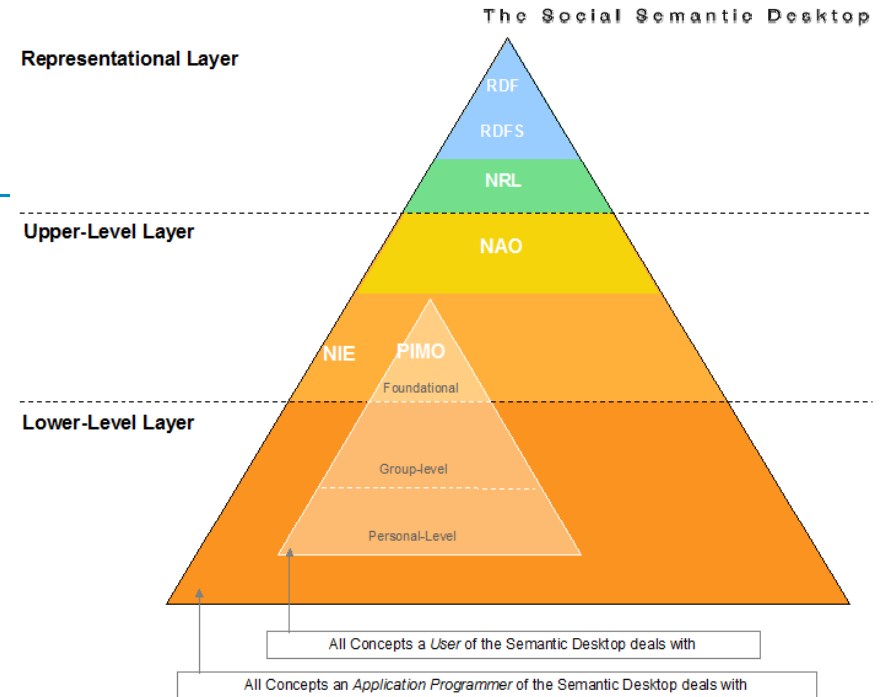 The Social Semantic Desktop
Representational Layer
RDF
RDFS
NRL
Upper-Level Layer
NAO
NIE
PIMO
Foundational
Lower-Level Layer
Group-level
Personal-Level
All Concepts a User of the Semantic Desktop deals with
All Concepts an Application Programmer of the Semantic Desktop deals with